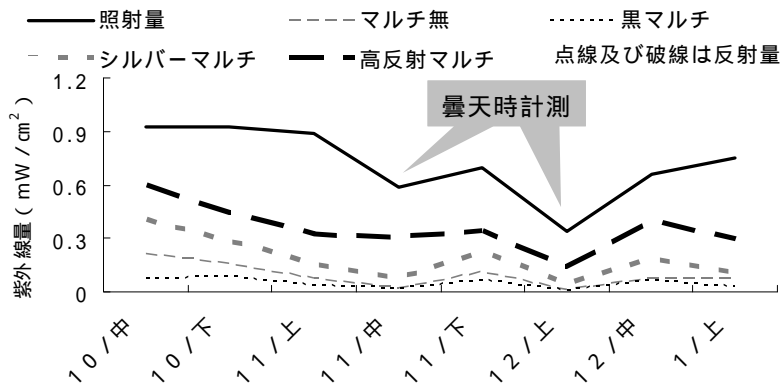 照射量 マルチ無 黒マルチ
シルバーマルチ 高反射マルチ 点線及び破線は反射量
1.2
0.9
0.6
0.3
0
紫外線量(mW/㎝²)
曇天時計測
10/中
10/下
11/上
11/中
11/下
12/上
12/中
1/上